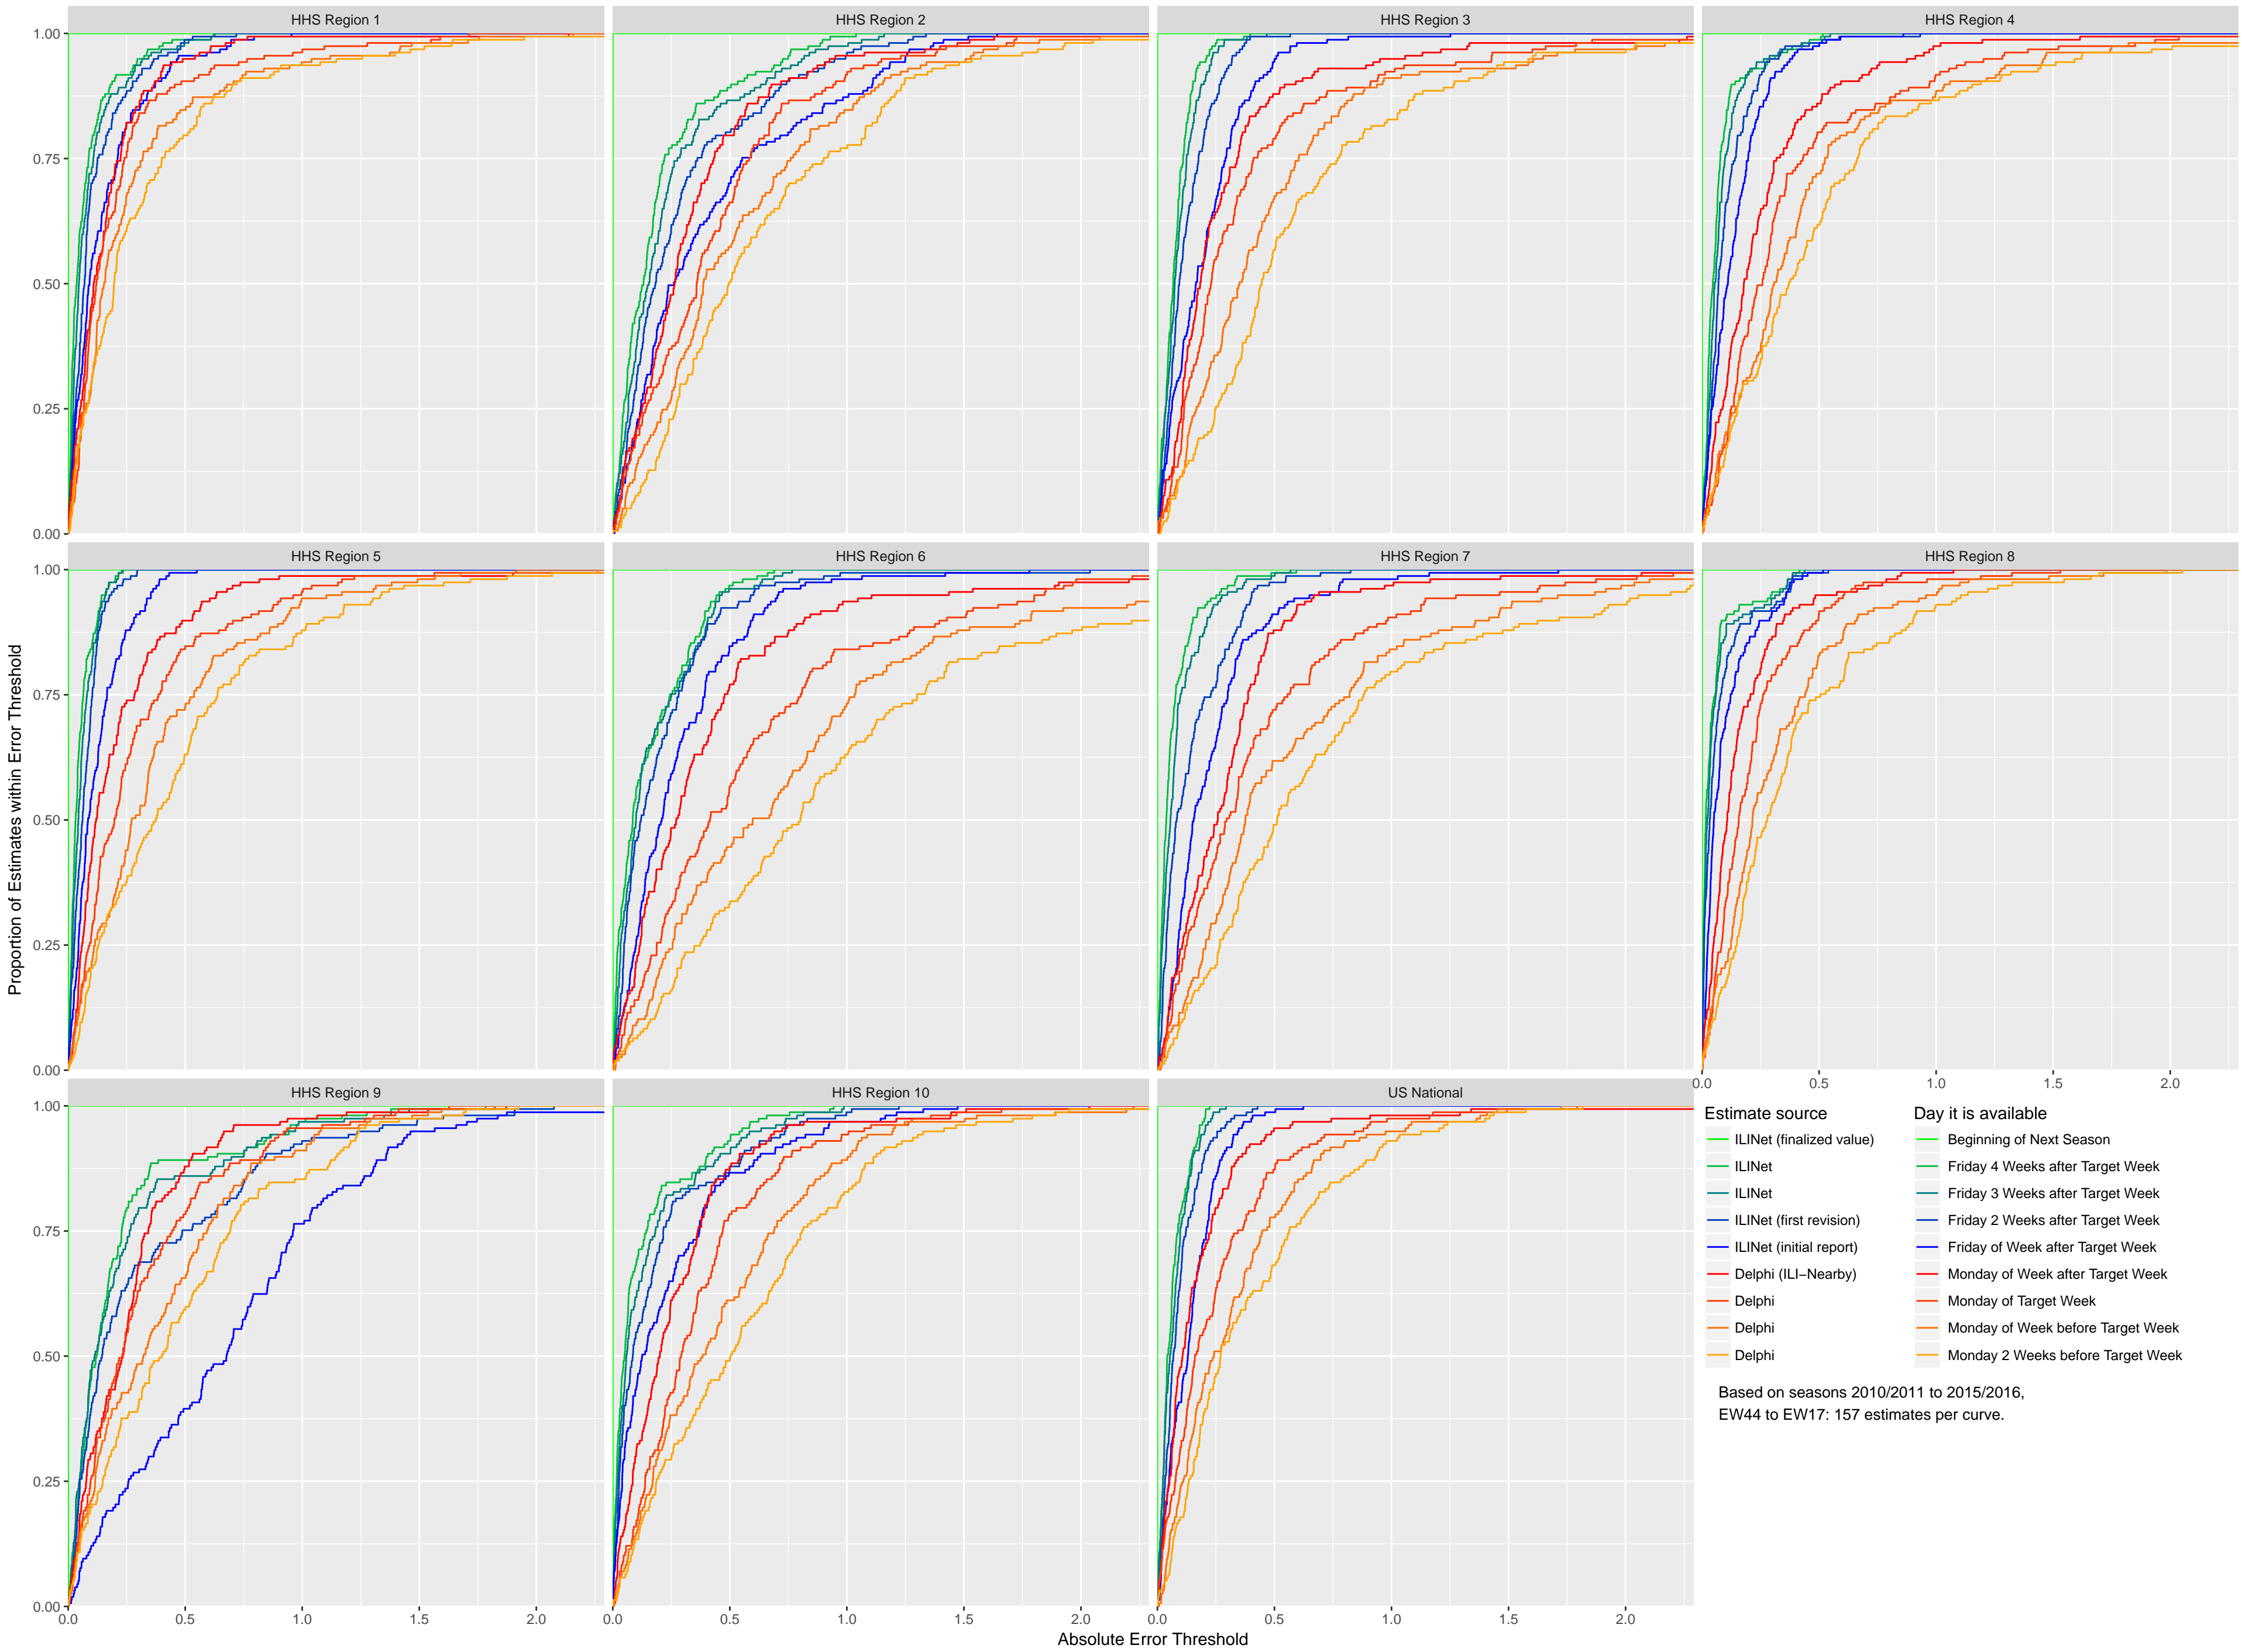 HHS Region 1 HHS Region 2 HHS Region 3 HHS Region 4
1.00
0.75
0.50
0.25
0.00
HHS Region 5 HHS Region 6 HHS Region 7 HHS Region 8
1.00
0.75
0.50
0.25
0.00
0.0 0.5 1.0 1.5 2.0
Proportion of Estimates within Error Threshold
HHS Region 9 HHS Region 10 US National
1.00
0.75
0.50
0.25
0.00
0.0 0.5 1.0 1.5 2.0 0.0 0.5 1.0 1.5 2.0 0.0 0.5 1.0 1.5 2.0
Absolute Error Threshold
Estimate source Day it is available
ILINet (finalized value) Beginning of Next Season
ILINet Friday 4 Weeks after Target Week
ILINet Friday 3 Weeks after Target Week
ILINet (first revision) Friday 2 Weeks after Target Week
ILINet (initial report) Friday of Week after Target Week
Delphi (ILI−Nearby) Monday of Week after Target Week
Delphi Monday of Target Week
Delphi Monday of Week before Target Week
Delphi Monday 2 Weeks before Target Week
Based on seasons 2010/2011 to 2015/2016,
EW44 to EW17: 157 estimates per curve.